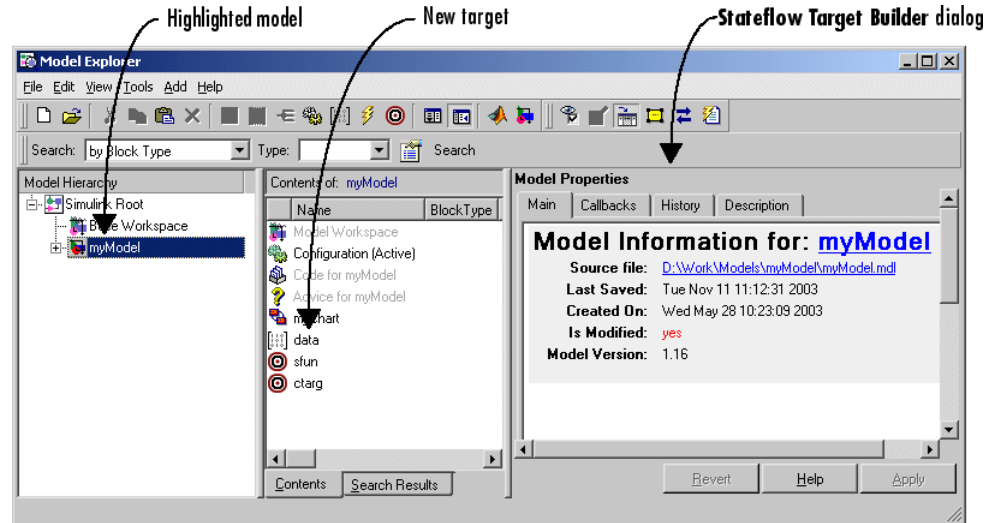 Highlighted model
New target
Stateflow Target Builder dialog
Model Explorer
File Edit View Tools Add Help
Search: by Block Type Type: Search
Model Hierarchy
Simulink Root
Base Workspace
myModel
Contents of: myModel
Name BlockType
Model Workspace
Configuration (Active)
Code for myModel
Advice for myModel
mychart
data
sfun
ctarg
Contents Search Results
Model Properties
Main Callbacks History Description
Model Information for: myModel
Source file: D:\Work\Models\myModel\myModel.mdl
Last Saved: Tue Nov 11 11:12:31 2003
Created On: Wed May 28 10:23:09 2003
Is Modified: yes
Model Version: 1.16
Revert Help Apply